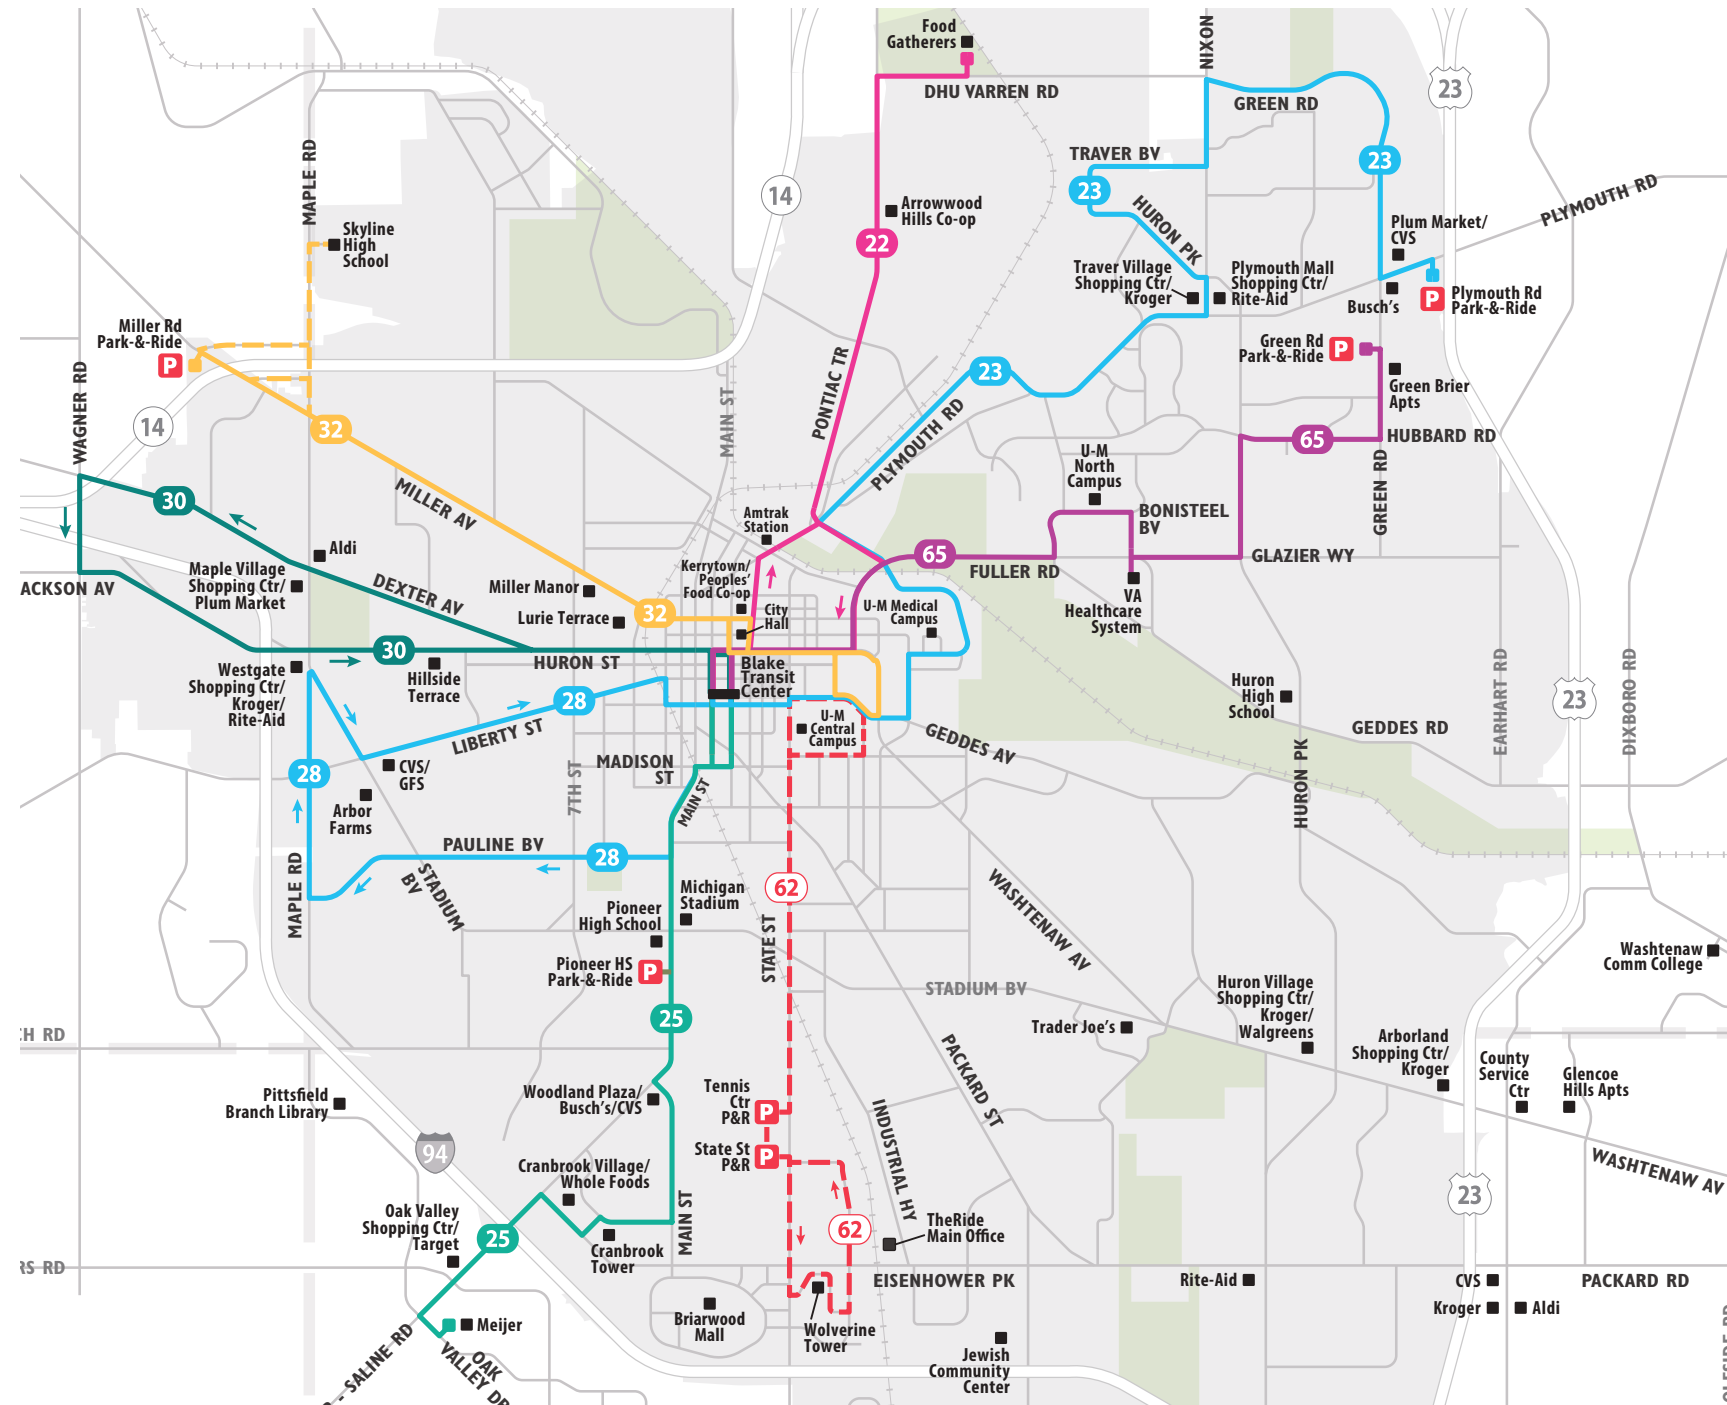 Food
Gatherers
NIXON
DHU VARREN RD
GREEN RD
23
MAPLE RD
TRAVER BV
23
23
14
PLYMOUTH RD
Skyline
High
School
Arrowwood
Hills Co-op
22
HURON PK
Plum Market/
CVS
Traver Village
Shopping Ctr/
Kroger
Plymouth Mall
Shopping Ctr/
Rite-Aid
Busch's
P
Plymouth Rd
Park-&-Ride
Miller Rd
Park-&-Ride
P
Green Rd
Park-&-Ride
P
WAGNER RD
PONTIAC TR
23
Green Brier
Apts
MAIN ST
14
32
PLYMOUTH RD
65
HUBBARD RD
U-M
North
Campus
30
MILLER AV
GREEN RD
BONISTEEL
BV
Amtrak
Station
Aldi
65
FULLER RD
GLAZIER WY
Maple Village
Shopping Ctr/
Plum Market
ACKSON AV
DEXTER AV
Miller Manor
Kerrytown/
Peoples'
Food Co-op
VA
Healthcare
System
Lurie Terrace
32
City
Hall
U-M Medical
Campus
30
HURON ST
Blake
Transit
Center
Westgate
Shopping Ctr/
Kroger/
Rite-Aid
Hillside
Terrace
28
Huron
High
School
EARHART RD
DIXBORO RD
23
LIBERTY ST
U-M
Central
Campus
GEDDES AV
GEDDES RD
28
CVS/
GFS
MADISON
ST
7TH ST
MAIN ST
HURON PK
Arbor
Farms
PAULINE BV
28
MAPLE RD
STADIUM
BV
62
WASHTENAW AV
Michigan
Stadium
Pioneer
High School
STATE ST
Pioneer HS
Park-&-Ride
P
Washtenaw
Comm College
25
STADIUM BV
Huron Village
Shopping Ctr/
Kroger/
Walgreens
Trader Joe's
CH RD
PACKARD ST
Arborland
Shopping Ctr/
Kroger
County
Service
Ctr
Glencoe
Hills Apts
Pittsfield
Branch Library
Woodland Plaza/
Busch's/CVS
Tennis
Ctr
P&R
P
INDUSTRIAL HY
94
State St
P&R
P
Cranbrook Village/
Whole Foods
WASHTENAW AV
23
Oak Valley
Shopping Ctr/
Target
25
MAIN ST
62
TheRide
Main Office
Cranbrook
Tower
RS RD
EISENHOWER PK
Rite-Aid
CVS
PACKARD RD
Kroger
Aldi
Briarwood
Mall
Wolverine
Tower
Meijer
- SALINE RD
OAK
VALLEY DR
Jewish
Community
Center